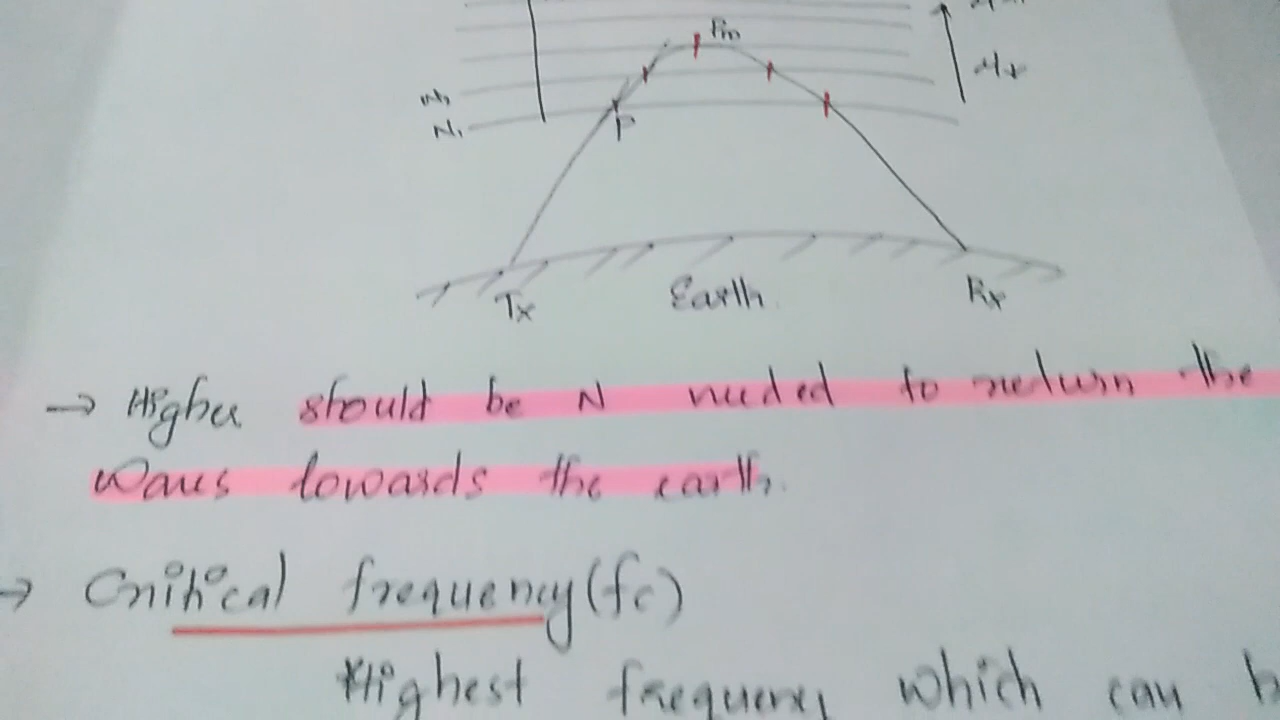 Pm
N₂
N₁
P
Tx
Earth
Rx
→ Higher should be N needed to return the
waves towards the earth.
→ Critical frequency (fc)
Highest frequency which can b